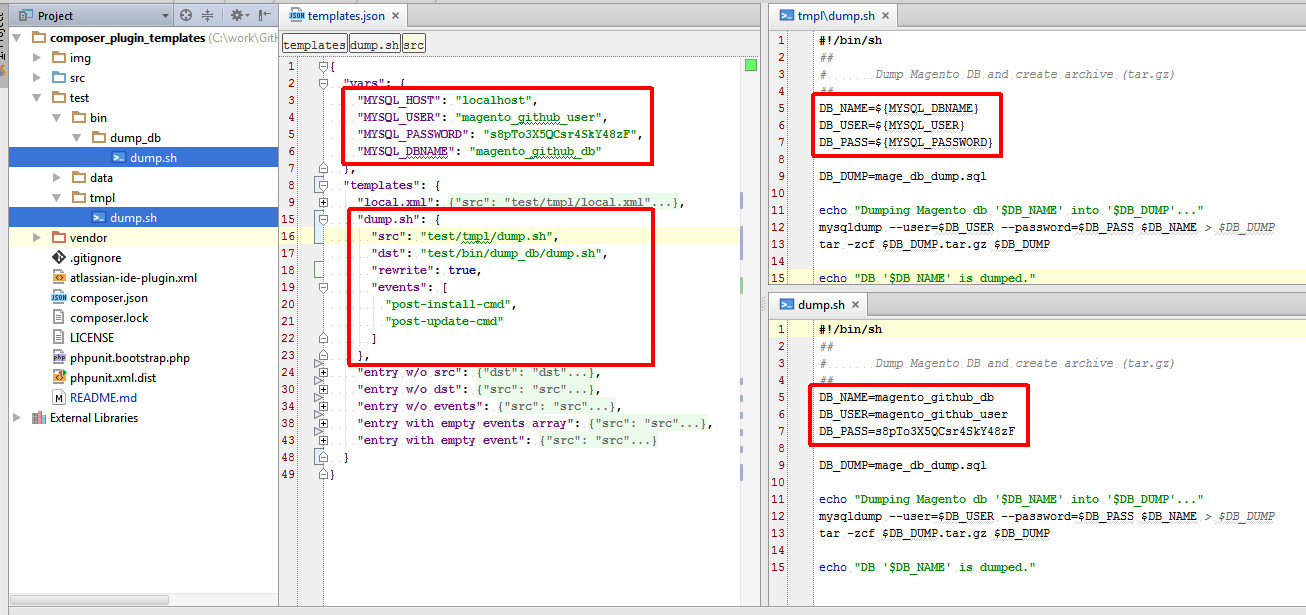 Project
composer_plugin_templates (C:\work\GitH
img
src
test
bin
dump_db
dump.sh
data
tmpl
dump.sh
vendor
.gitignore
atlassian-ide-plugin.xml
composer.json
composer.lock
LICENSE
phpunit.bootstrap.php
phpunit.xml.dist
README.md
External Libraries
templates.json
templates dump.sh src
1 {
2 "vars": {
3 "MYSQL_HOST": "localhost",
4 "MYSQL_USER": "magento_github_user",
5 "MYSQL_PASSWORD": "s8pTo3X5QCsr4SkY48zF",
6 "MYSQL_DBNAME": "magento_github_db"
7 },
8 "templates": {
9 "local.xml": {"src": "test/tmpl/local.xml"...},
15 "dump.sh": {
16 "src": "test/tmpl/dump.sh",
17 "dst": "test/bin/dump_db/dump.sh",
18 "rewrite": true,
19 "events": [
20 "post-install-cmd",
21 "post-update-cmd"
22 ]
23 },
24 "entry w/o src": {"dst": "dst"...},
30 "entry w/o dst": {"src": "src"...},
34 "entry w/o events": {"src": "src"...},
38 "entry with empty events array": {"src": "src"...},
43 "entry with empty event": {"src": "src"...}
48 }
49 }
tmpl\dump.sh
1 #!/bin/sh
2 ##
3 # Dump Magento DB and create archive (tar.gz)
4 ##
5 DB_NAME=${MYSQL_DBNAME}
6 DB_USER=${MYSQL_USER}
7 DB_PASS=${MYSQL_PASSWORD}
8
9 DB_DUMP=mage_db_dump.sql
10
11 echo "Dumping Magento db '$DB_NAME' into '$DB_DUMP'..."
12 mysqldump --user=$DB_USER --password=$DB_PASS $DB_NAME > $DB_DUMP
13 tar -zcf $DB_DUMP.tar.gz $DB_DUMP
14
15 echo "DB '$DB_NAME' is dumped."
dump.sh
1 #!/bin/sh
2 ##
3 # Dump Magento DB and create archive (tar.gz)
4 ##
5 DB_NAME=magento_github_db
6 DB_USER=magento_github_user
7 DB_PASS=s8pTo3X5QCsr4SkY48zF
8
9 DB_DUMP=mage_db_dump.sql
10
11 echo "Dumping Magento db '$DB_NAME' into '$DB_DUMP'..."
12 mysqldump --user=$DB_USER --password=$DB_PASS $DB_NAME > $DB_DUMP
13 tar -zcf $DB_DUMP.tar.gz $DB_DUMP
14
15 echo "DB '$DB_NAME' is dumped."